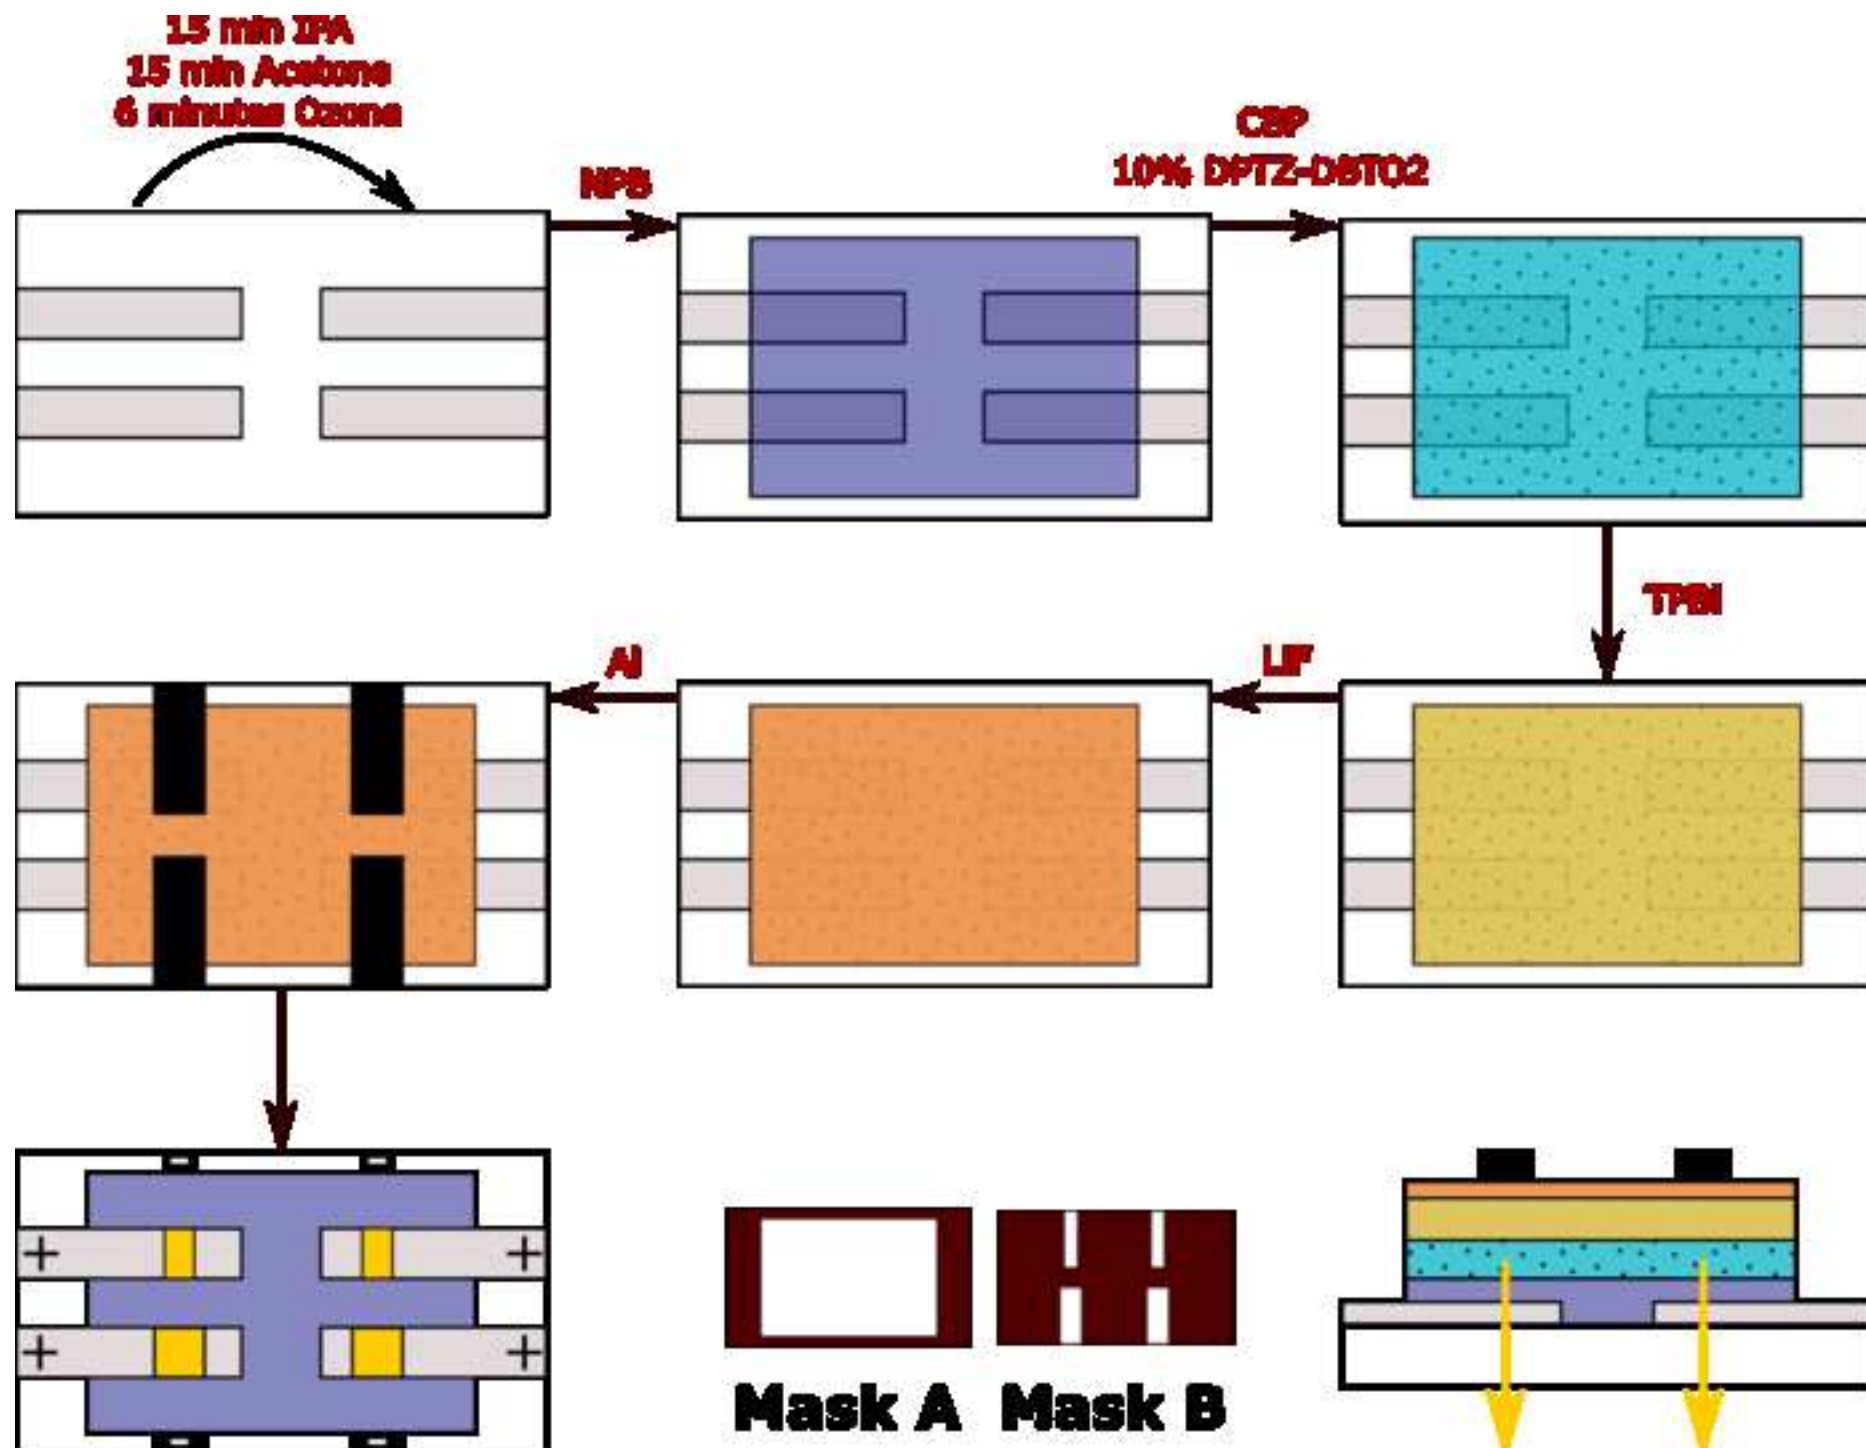 15 min IPA
15 min Acetone
6 minutes Ozone
NPB
CBP
10% DPTZ-DBTO2
TPBi
LiF
Al
-
-
+
+
+
+
-
-
Mask A
Mask B